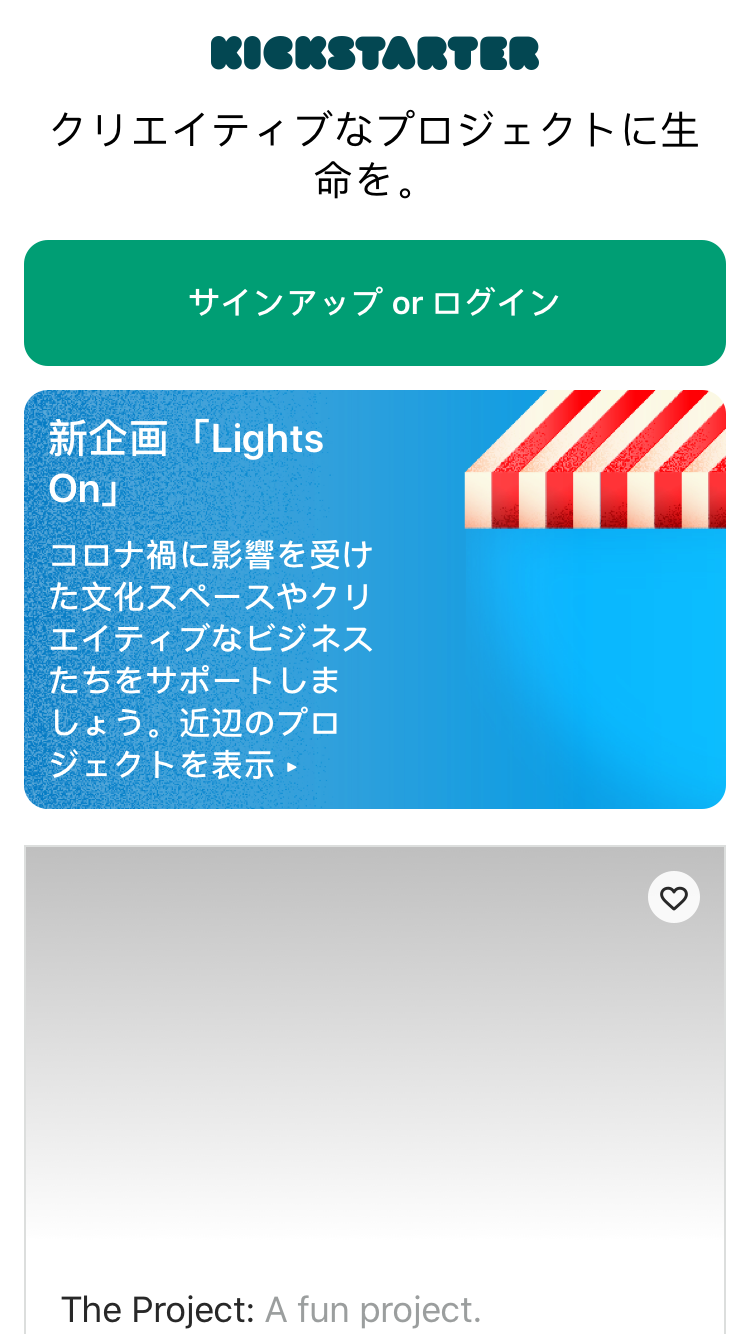 KICKSTARTER
クリエイティブなプロジェクトに生
命を。
サインアップ or ログイン
新企画「Lights
On」
コロナ禍に影響を受け
た文化スペースやクリ
エイティブなビジネス
たちをサポートしま
しょう。近辺のプロ
ジェクトを表示 ▸
The Project: A fun project.